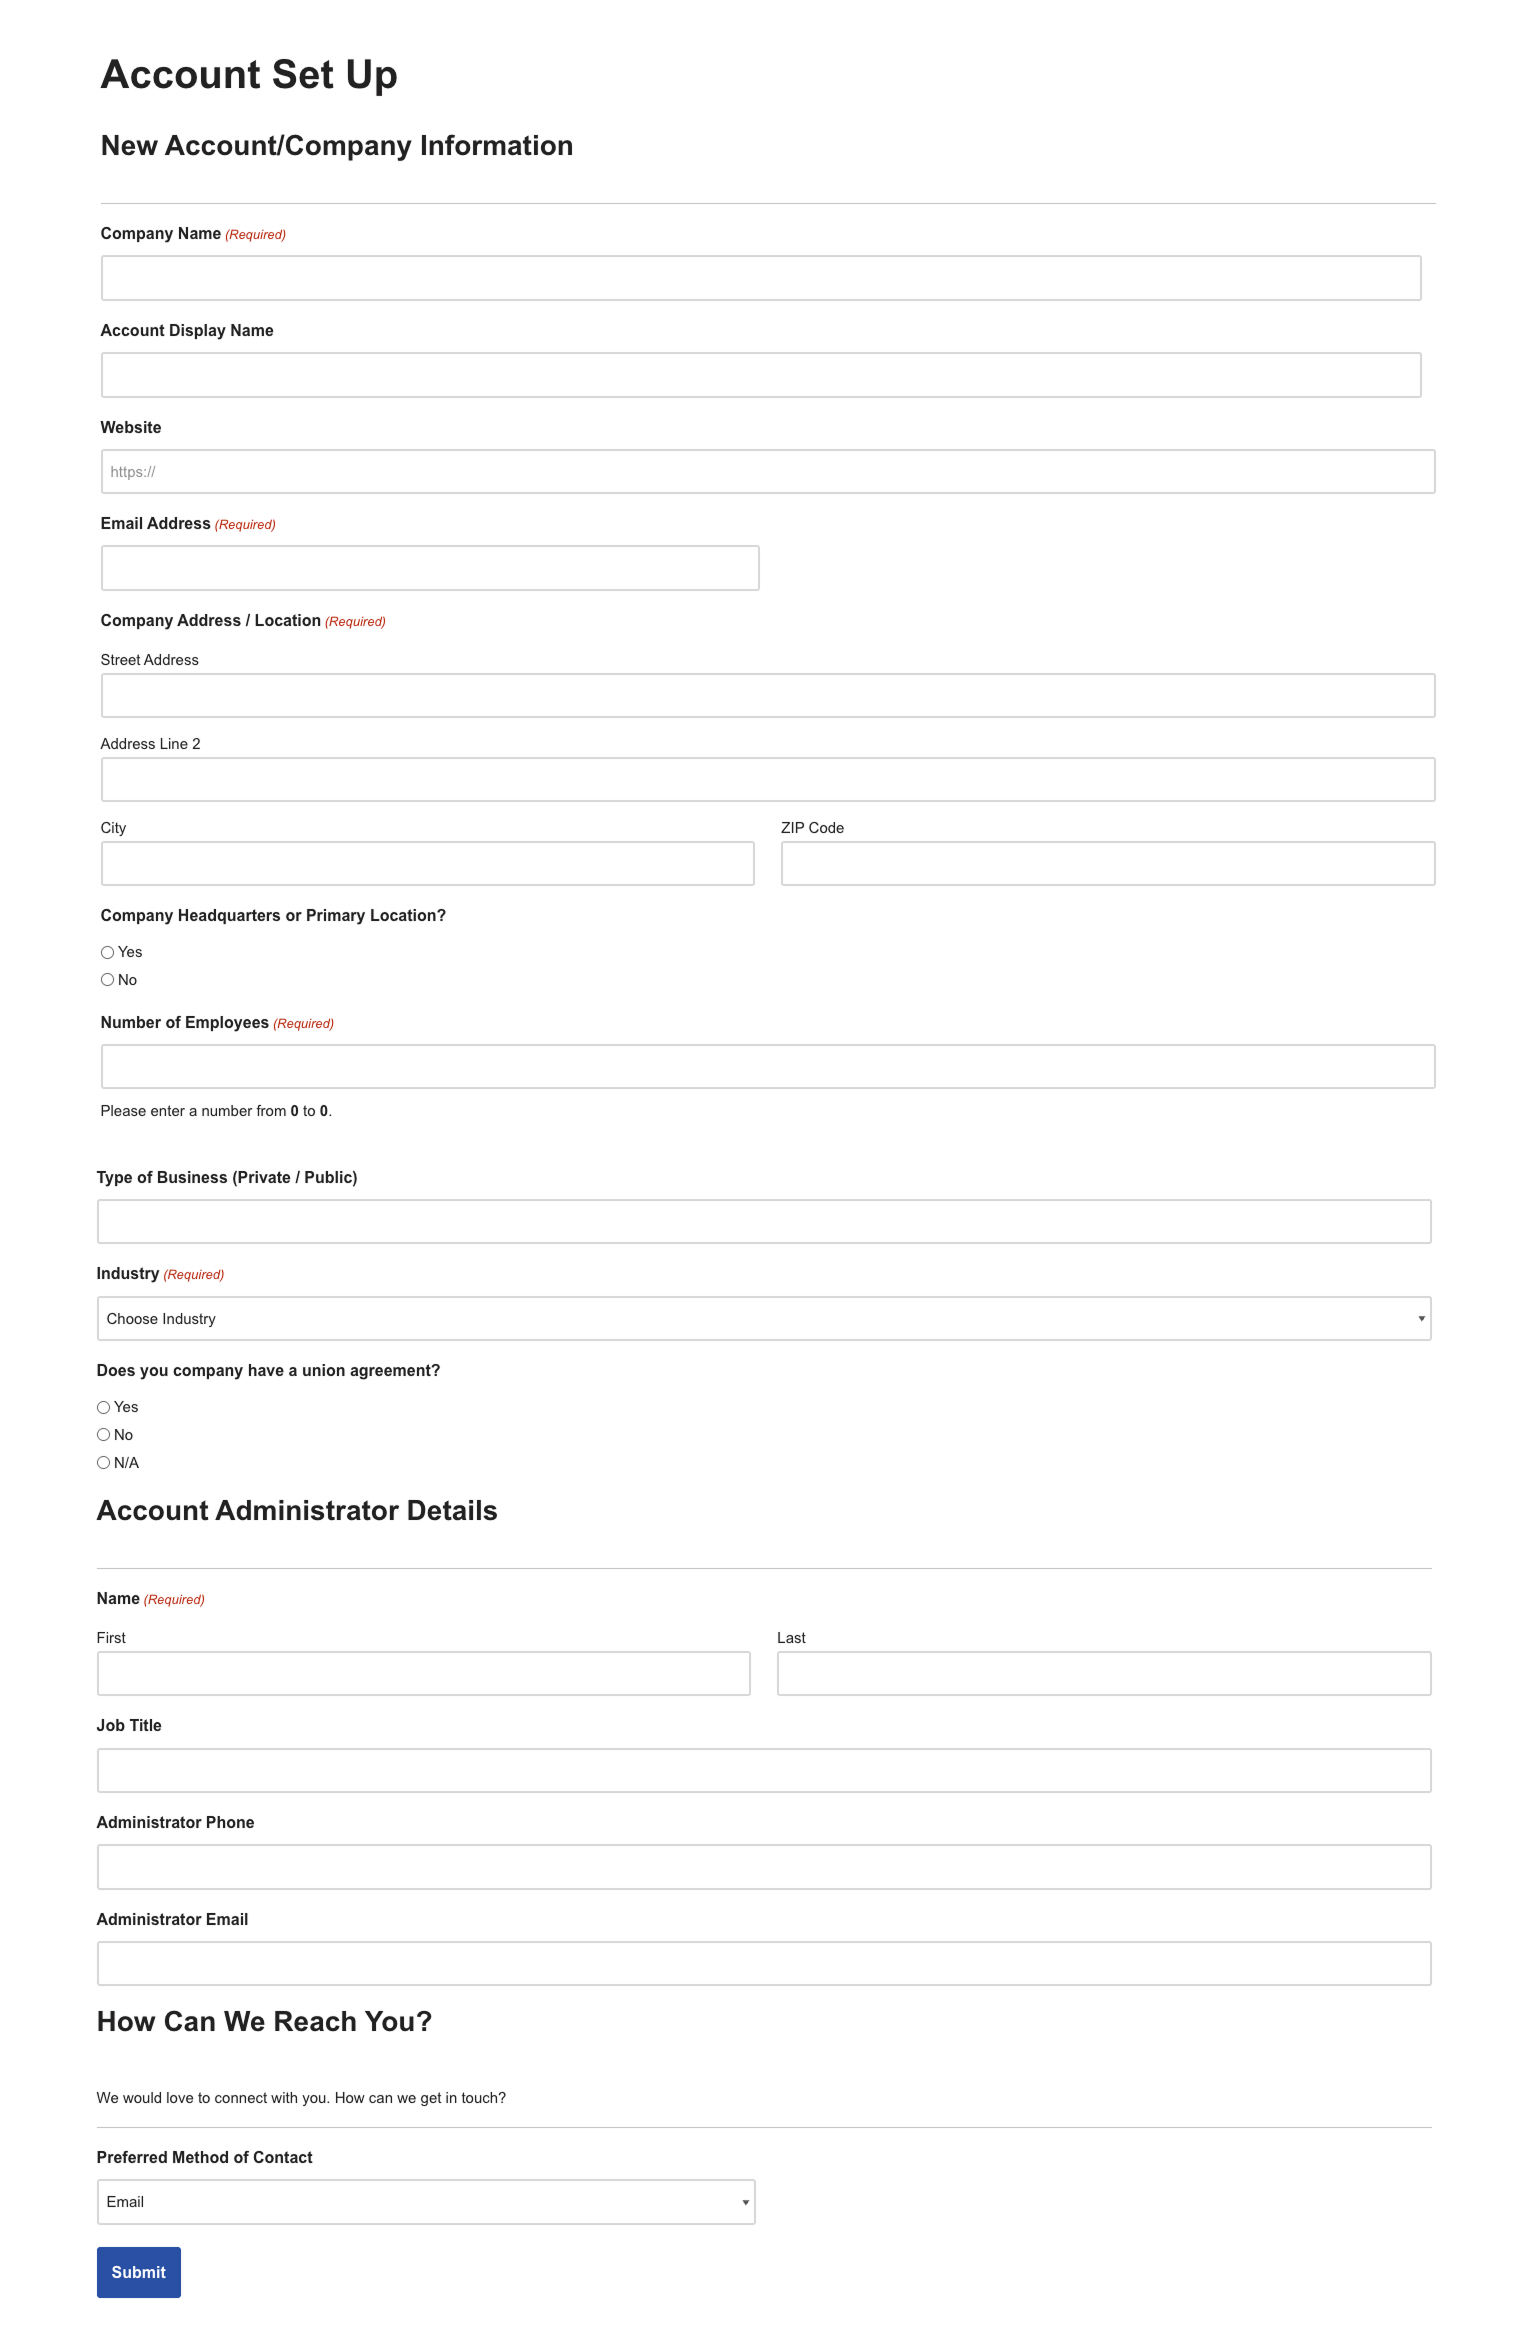 Account Set Up
New Account/Company Information
Company Name (Required)
Account Display Name
Website
https://
Email Address (Required)
Company Address / Location (Required)
Street Address
Address Line 2
City
ZIP Code
Company Headquarters or Primary Location?
Yes
No
Number of Employees (Required)
Please enter a number from 0 to 0.
Type of Business (Private / Public)
Industry (Required)
Choose Industry
Does you company have a union agreement?
Yes
No
N/A
Account Administrator Details
Name (Required)
First
Last
Job Title
Administrator Phone
Administrator Email
How Can We Reach You?
We would love to connect with you. How can we get in touch?
Preferred Method of Contact
Email
Submit